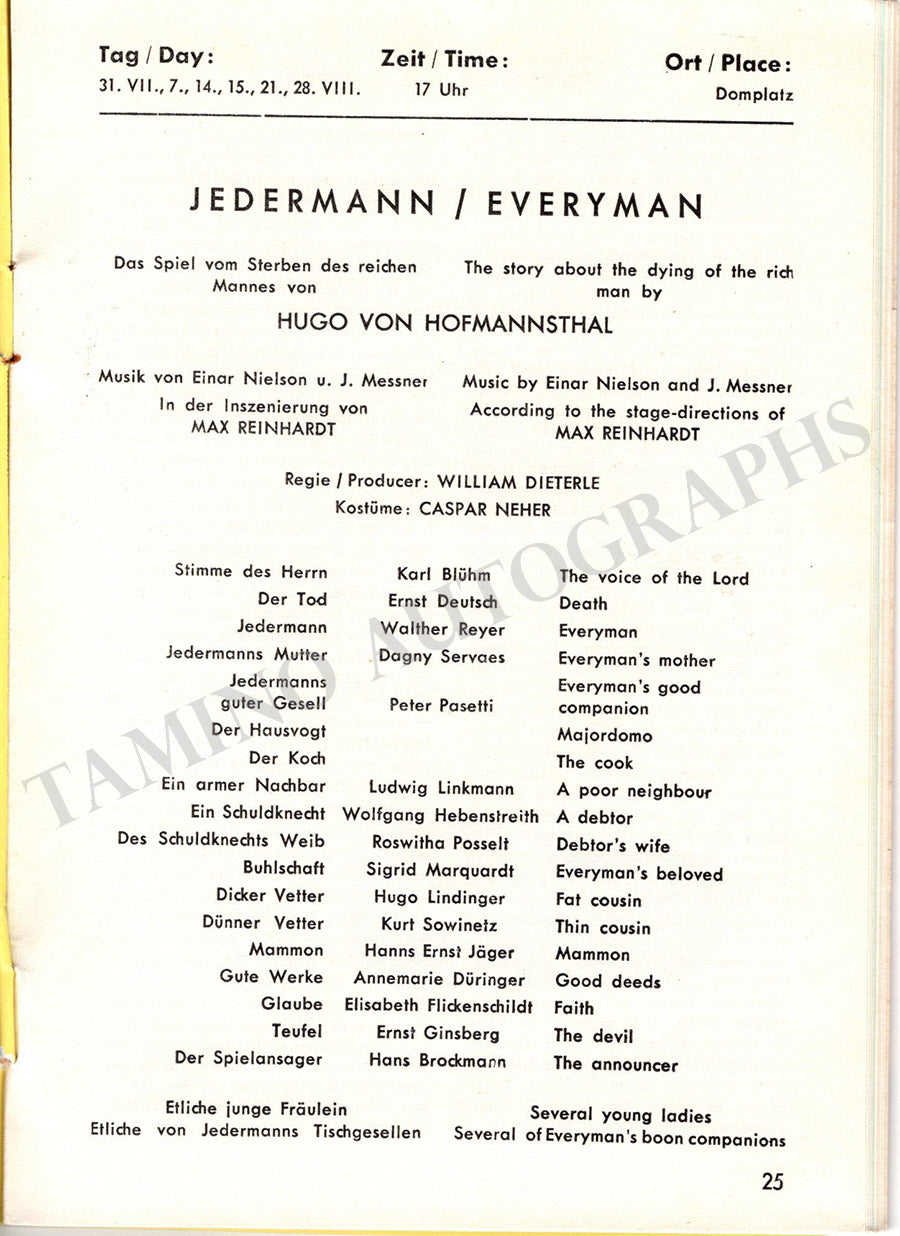 Tag / Day: Zeit / Time: Ort / Place:
31. VII., 7., 14., 15., 21., 28. VIII. 17 Uhr Domplatz
JEDERMANN / EVERYMAN
Das Spiel vom Sterben des reichen The story about the dying of the rich
Mannes von man by
HUGO VON HOFMANNSTHAL
Musik von Einar Nielson u. J. Messner Music by Einar Nielson and J. Messner
In der Inszenierung von According to the stage-directions of
MAX REINHARDT MAX REINHARDT
Regie / Producer: WILLIAM DIETERLE
Kostüme: CASPAR NEHER
Stimme des Herrn Karl Blühm The voice of the Lord
Der Tod Ernst Deutsch Death
Jedermann Walther Reyer Everyman
Jedermanns Mutter Dagny Servaes Everyman's mother
Jedermanns Everyman's good
guter Gesell Peter Pasetti companion
Der Hausvogt Majordomo
Der Koch The cook
Ein armer Nachbar Ludwig Linkmann A poor neighbour
Ein Schuldknecht Wolfgang Hebenstreith A debtor
Des Schuldknechts Weib Roswitha Posselt Debtor's wife
Buhlschaft Sigrid Marquardt Everyman's beloved
Dicker Vetter Hugo Lindinger Fat cousin
Dünner Vetter Kurt Sowinetz Thin cousin
Mammon Hanns Ernst Jäger Mammon
Gute Werke Annemarie Düringer Good deeds
Glaube Elisabeth Flickenschildt Faith
Teufel Ernst Ginsberg The devil
Der Spielansager Hans Brockmann The announcer
Etliche junge Fräulein Several young ladies
Etliche von Jedermanns Tischgesellen Several of Everyman's boon companions
25
TAMINO AUTOGRAPHS